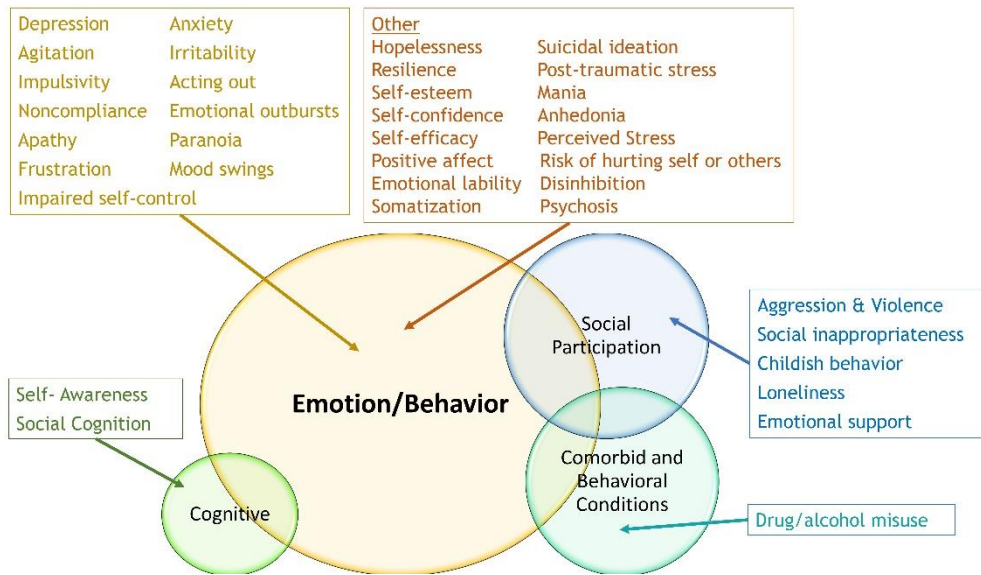 Depression Anxiety
Agitation Irritability
Impulsivity Acting out
Noncompliance Emotional outbursts
Apathy Paranoia
Frustration Mood swings
Impaired self-control
Other
Hopelessness Suicidal ideation
Resilience Post-traumatic stress
Self-esteem Mania
Self-confidence Anhedonia
Self-efficacy Perceived Stress
Positive affect Risk of hurting self or others
Emotional lability Disinhibition
Somatization Psychosis
Social
Participation
Aggression & Violence
Social inappropriateness
Childish behavior
Loneliness
Emotional support
Self- Awareness
Social Cognition
Emotion/Behavior
Cognitive
Comorbid and
Behavioral
Conditions
Drug/alcohol misuse